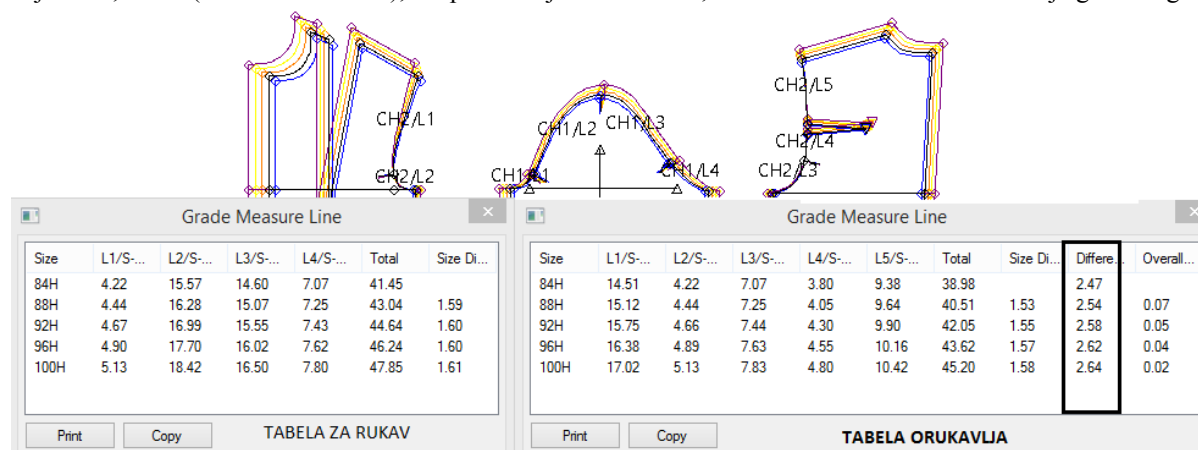 CH2/L5
CH2/L1 CH1/L2 CH1/L3
CH2/L4
CH2/L2 CH1/L1 CH1/L4 CH2/L3
Grade Measure Line
Size L1/S-... L2/S-... L3/S-... L4/S-... Total Size Di...
84H 4.22 15.57 14.60 7.07 41.45
88H 4.44 16.28 15.07 7.25 43.04 1.59
92H 4.67 16.99 15.55 7.43 44.64 1.60
96H 4.90 17.70 16.02 7.62 46.24 1.60
100H 5.13 18.42 16.50 7.80 47.85 1.61
Print Copy TABELA ZA RUKAV
Grade Measure Line
Size L1/S-... L2/S-... L3/S-... L4/S-... L5/S-... Total Size Di... Differe... Overall...
84H 14.51 4.22 7.07 3.80 9.38 38.98 2.47
88H 15.12 4.44 7.25 4.05 9.64 40.51 1.53 2.54 0.07
92H 15.75 4.66 7.44 4.30 9.90 42.05 1.55 2.58 0.05
96H 16.38 4.89 7.63 4.55 10.16 43.62 1.57 2.62 0.04
100H 17.02 5.13 7.83 4.80 10.42 45.20 1.58 2.64 0.02
Print Copy TABELA ORUKAVLJA